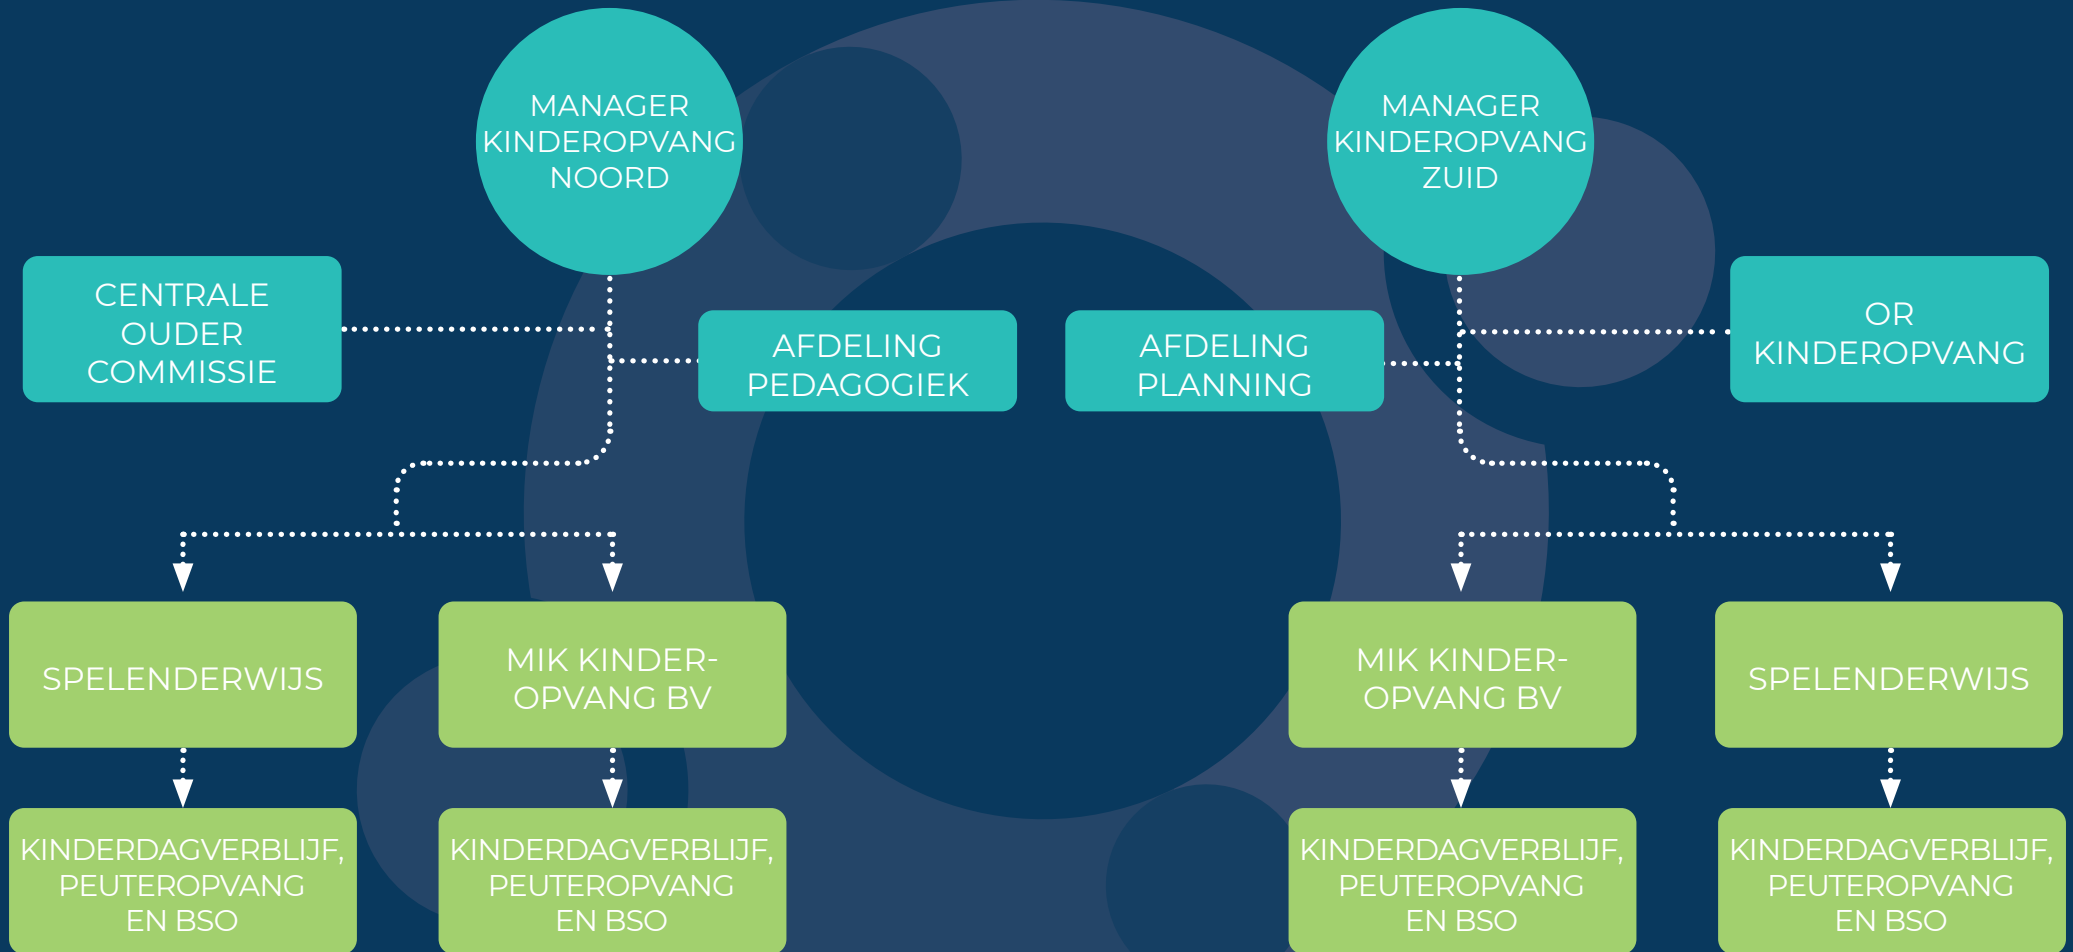 MANAGER
KINDEROPVANG
NOORD
MANAGER
KINDEROPVANG
ZUID
CENTRALE
OUDER
COMMISSIE
AFDELING
PEDAGOGIEK
AFDELING
PLANNING
OR
KINDEROPVANG
SPELENDERWIJS
MIK KINDER-
OPVANG BV
MIK KINDER-
OPVANG BV
SPELENDERWIJS
KINDERDAGVERBLIJF,
PEUTEROPVANG
EN BSO
KINDERDAGVERBLIJF,
PEUTEROPVANG
EN BSO
KINDERDAGVERBLIJF,
PEUTEROPVANG
EN BSO
KINDERDAGVERBLIJF,
PEUTEROPVANG
EN BSO